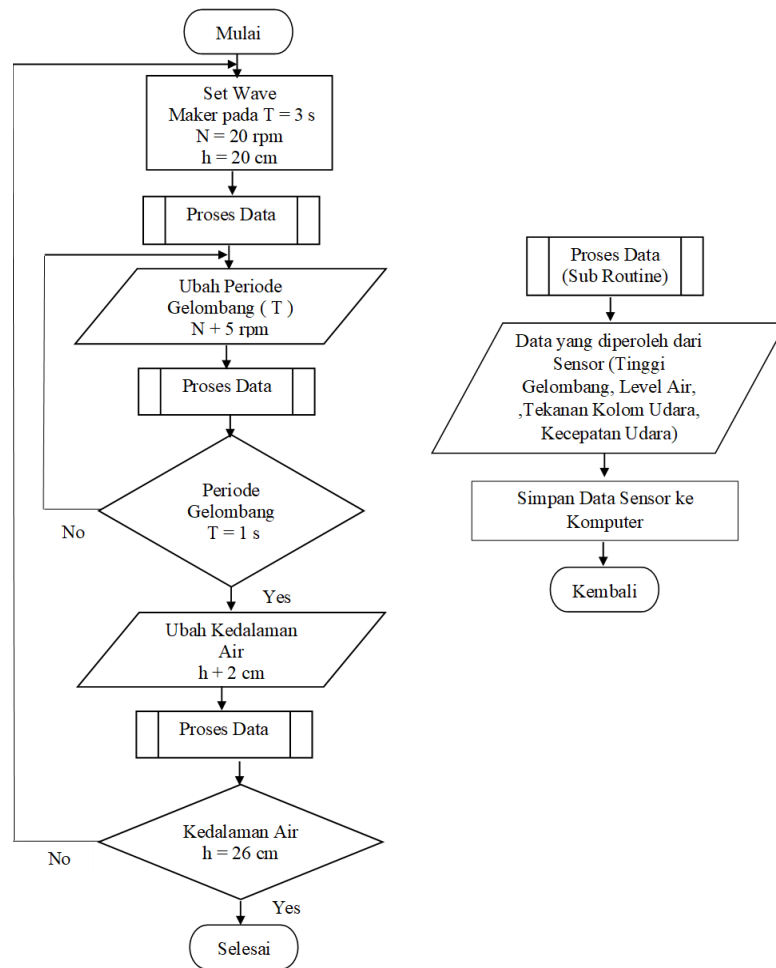 Mulai
Set Wave
Maker pada T = 3 s
N = 20 rpm
h = 20 cm
Proses Data
Ubah Periode
Gelombang ( T )
N + 5 rpm
Proses Data
Periode
Gelombang
T = 1 s
No
Yes
Ubah Kedalaman
Air
h + 2 cm
Proses Data
Kedalaman Air
h = 26 cm
No
Yes
Selesai
Proses Data
(Sub Routine)
Data yang diperoleh dari
Sensor (Tinggi
Gelombang, Level Air,
,Tekanan Kolom Udara,
Kecepatan Udara)
Simpan Data Sensor ke
Komputer
Kembali